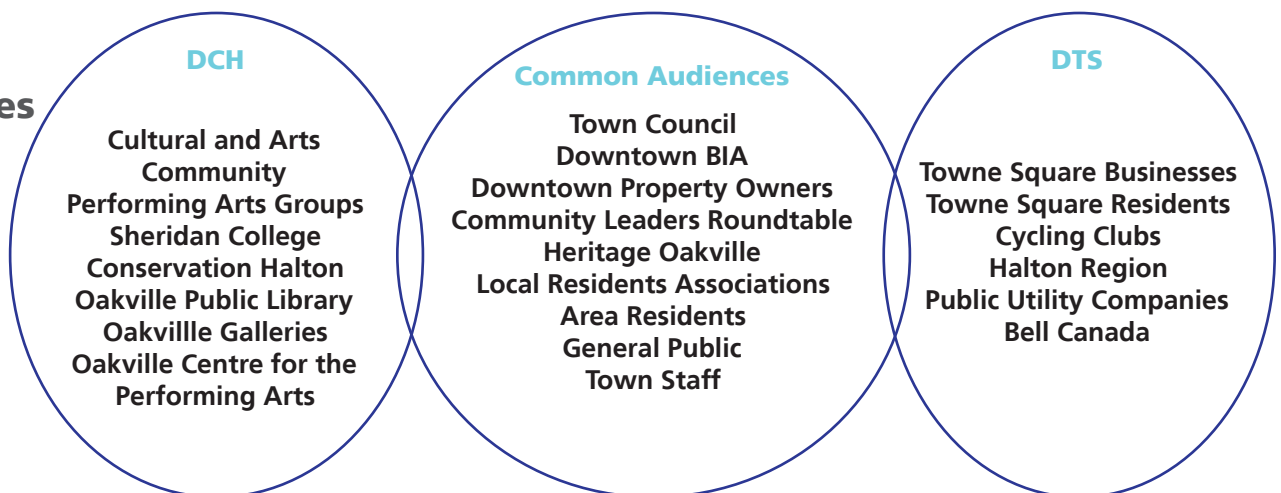 es
DCH
Cultural and Arts
Community
Performing Arts Groups
Sheridan College
Conservation Halton
Oakville Public Library
Oakvillle Galleries
Oakville Centre for the
Performing Arts
Common Audiences
Town Council
Downtown BIA
Downtown Property Owners
Community Leaders Roundtable
Heritage Oakville
Local Residents Associations
Area Residents
General Public
Town Staff
DTS
Towne Square Businesses
Towne Square Residents
Cycling Clubs
Halton Region
Public Utility Companies
Bell Canada